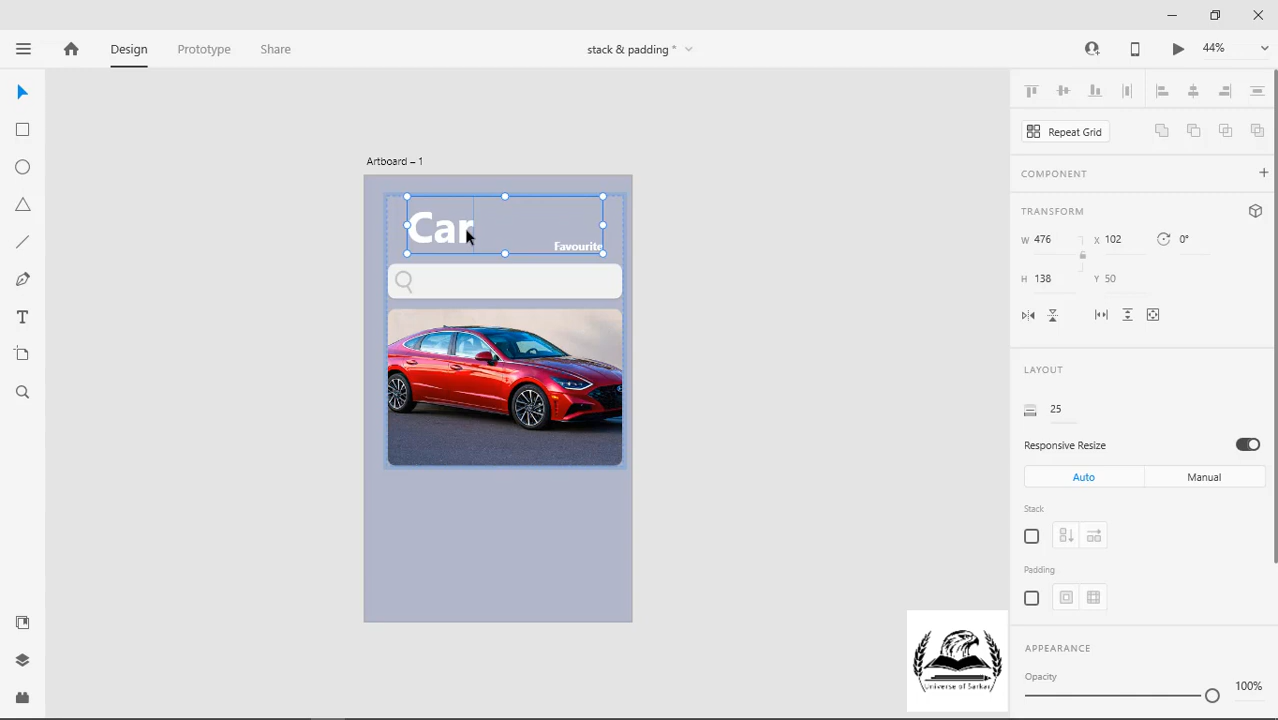 Design Prototype Share stack & padding * 44%
Repeat Grid
Artboard – 1
COMPONENT +
TRANSFORM
Car
W 476 X 102 0°
Favourite
H 138 Y 50
LAYOUT
25
Responsive Resize
Auto Manual
Stack
Padding
Universe of Sarkar
APPEARANCE
Opacity 100%